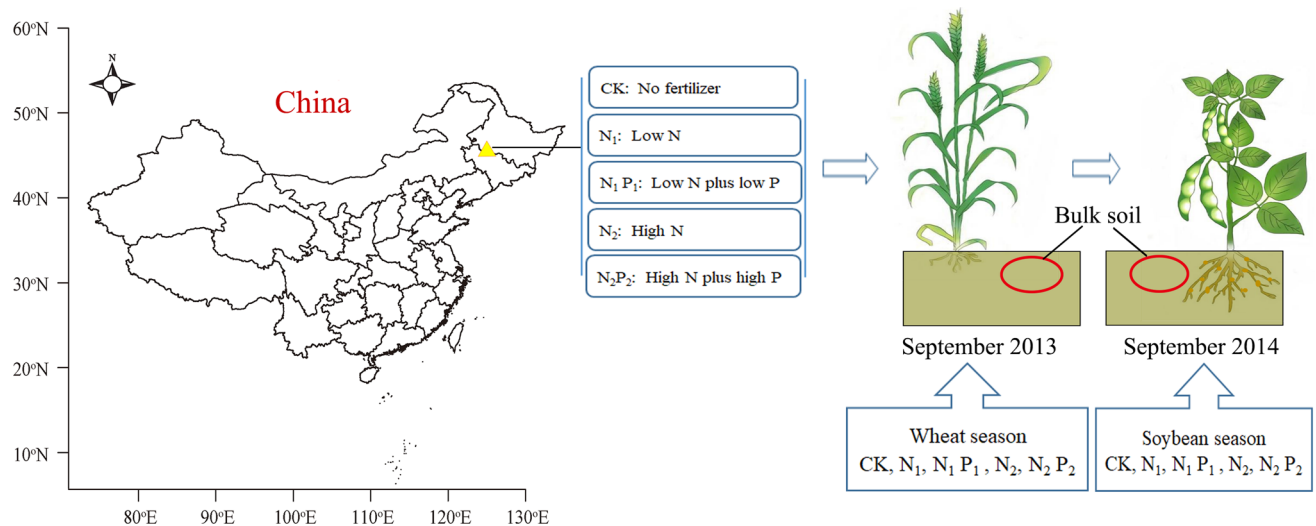 60°N
50°N
40°N
30°N
20°N
10°N
N
China
80°E
90°E
100°E
110°E
120°E
130°E
CK: No fertilizer
N₁: Low N
N₁ P₁: Low N plus low P
N₂: High N
N₂P₂: High N plus high P
Bulk soil
September 2013
September 2014
Wheat season
CK, N₁, N₁ P₁ , N₂, N₂ P₂
Soybean season
CK, N₁, N₁ P₁ , N₂, N₂ P₂